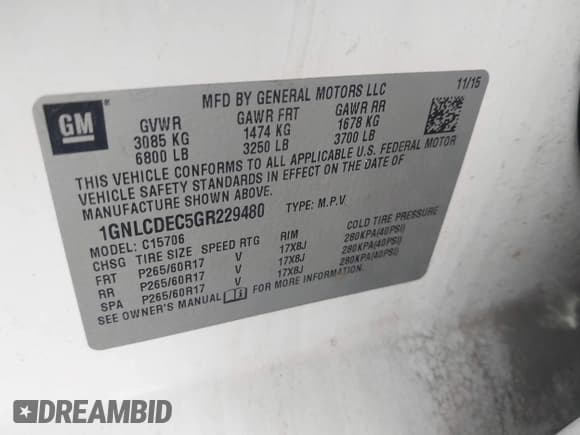 GM
MFD BY GENERAL MOTORS LLC
11/15
GVWR GAWR FRT GAWR RR
3085 KG 1474 KG 1678 KG
6800 LB 3250 LB 3700 LB
THIS VEHICLE CONFORMS TO ALL APPLICABLE U.S. FEDERAL MOTOR
VEHICLE SAFETY STANDARDS IN EFFECT ON THE DATE OF
MANUFACTURE SHOWN ABOVE.
1GNLCDEC5GR229480 TYPE: M.P.V
MODEL: C15706
CHSG TIRE SIZE SPEED RTG RIM COLD TIRE PRESSURE
FRT P265/60R17 V 17X8J 280KPA(40PSI)
RR P265/60R17 V 17X8J 280KPA(40PSI)
SPA P265/60R17 V 17X8J 280KPA(40PSI)
SEE OWNER'S MANUAL FOR MORE INFORMATION.
DREAMBID